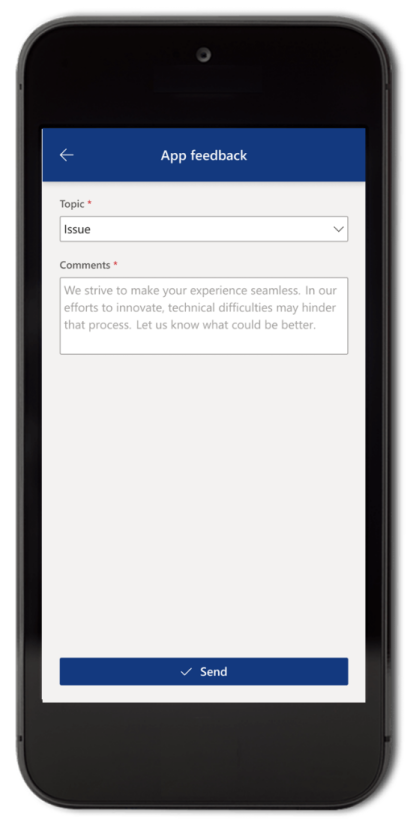 App feedback
Topic *
Issue
Comments *
We strive to make your experience seamless. In our
efforts to innovate, technical difficulties may hinder
that process. Let us know what could be better.
Send